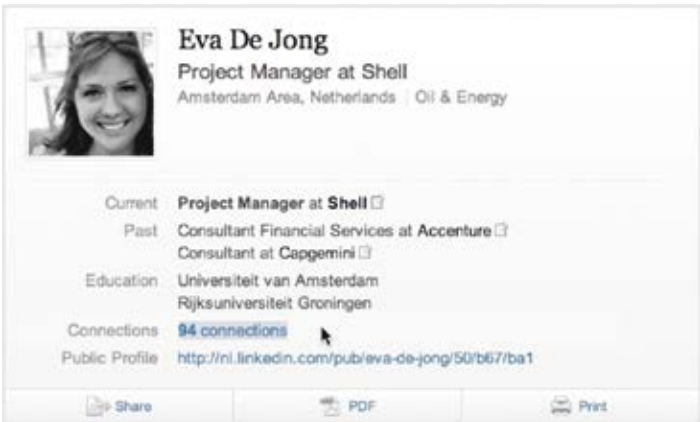 Eva De Jong
Project Manager at Shell
Amsterdam Area, Netherlands | Oil & Energy
Current Project Manager at Shell
Past Consultant Financial Services at Accenture
Consultant at Capgemini
Education Universiteit van Amsterdam
Rijksuniversiteit Groningen
Connections 94 connections
Public Profile http://nl.linkedin.com/pub/eva-de-jong/50/b67/ba1
Share PDF Print